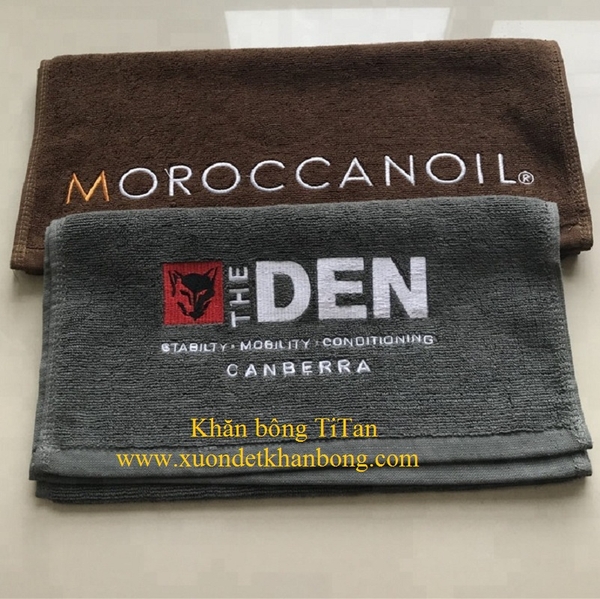 MOROCCANOIL®
THE DEN
STABILTY · MOBILITY · CONDITIONING
CANBERRA
Khăn bông TiTan
www.xuondetkhanbong.com